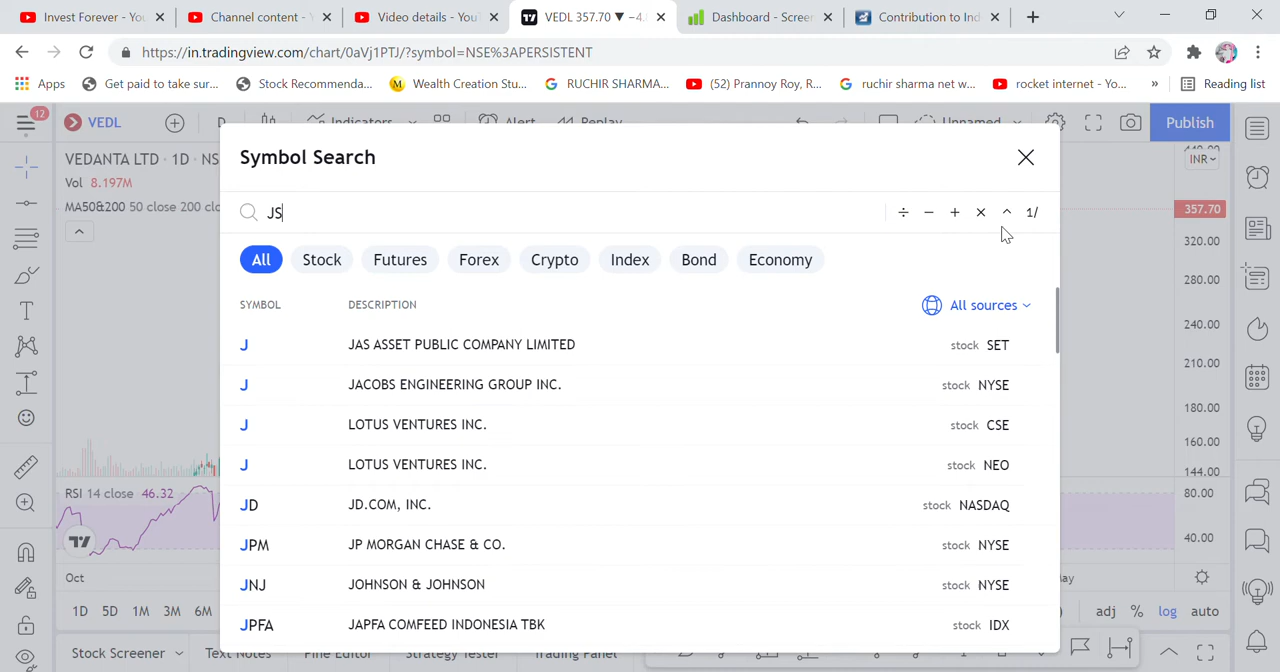 Invest Forever - You
Channel content - Y
Video details - YouT
VEDL 357.70 ▼ −4.
Dashboard - Screen
Contribution to Ind
https://in.tradingview.com/chart/0aVj1PTJ/?symbol=NSE%3APERSISTENT
Apps
Get paid to take sur...
Stock Recommenda...
Wealth Creation Stu...
RUCHIR SHARMA...
(52) Prannoy Roy, R...
ruchir sharma net w...
rocket internet - Yo...
»
Reading list
12
VEDL
D
Indicators
Alert
Replay
Unnamed
Publish
VEDANTA LTD · 1D · NS
Vol 8.197M
MA50&200 50 close 200 clo
INR
357.70
320.00
280.00
240.00
210.00
180.00
160.00
144.00
80.00
40.00
Symbol Search
JS
÷ − + × ^ 1/
All
Stock
Futures
Forex
Crypto
Index
Bond
Economy
SYMBOL DESCRIPTION
All sources
J JAS ASSET PUBLIC COMPANY LIMITED stock SET
J JACOBS ENGINEERING GROUP INC. stock NYSE
J LOTUS VENTURES INC. stock CSE
J LOTUS VENTURES INC. stock NEO
JD JD.COM, INC. stock NASDAQ
JPM JP MORGAN CHASE & CO. stock NYSE
JNJ JOHNSON & JOHNSON stock NYSE
JPFA JAPFA COMFEED INDONESIA TBK stock IDX
RSI 14 close 46.32
Oct
ay
1D 5D 1M 3M 6M
adj % log auto
Stock Screener
Text Notes
Pine Editor
Strategy Tester
Trading Panel